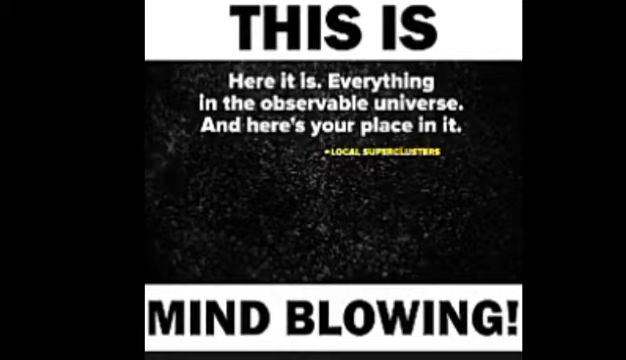 THIS IS
Here it is. Everything
in the observable universe.
And here's your place in it.
LOCAL SUPERCLUSTERS
MIND BLOWING!